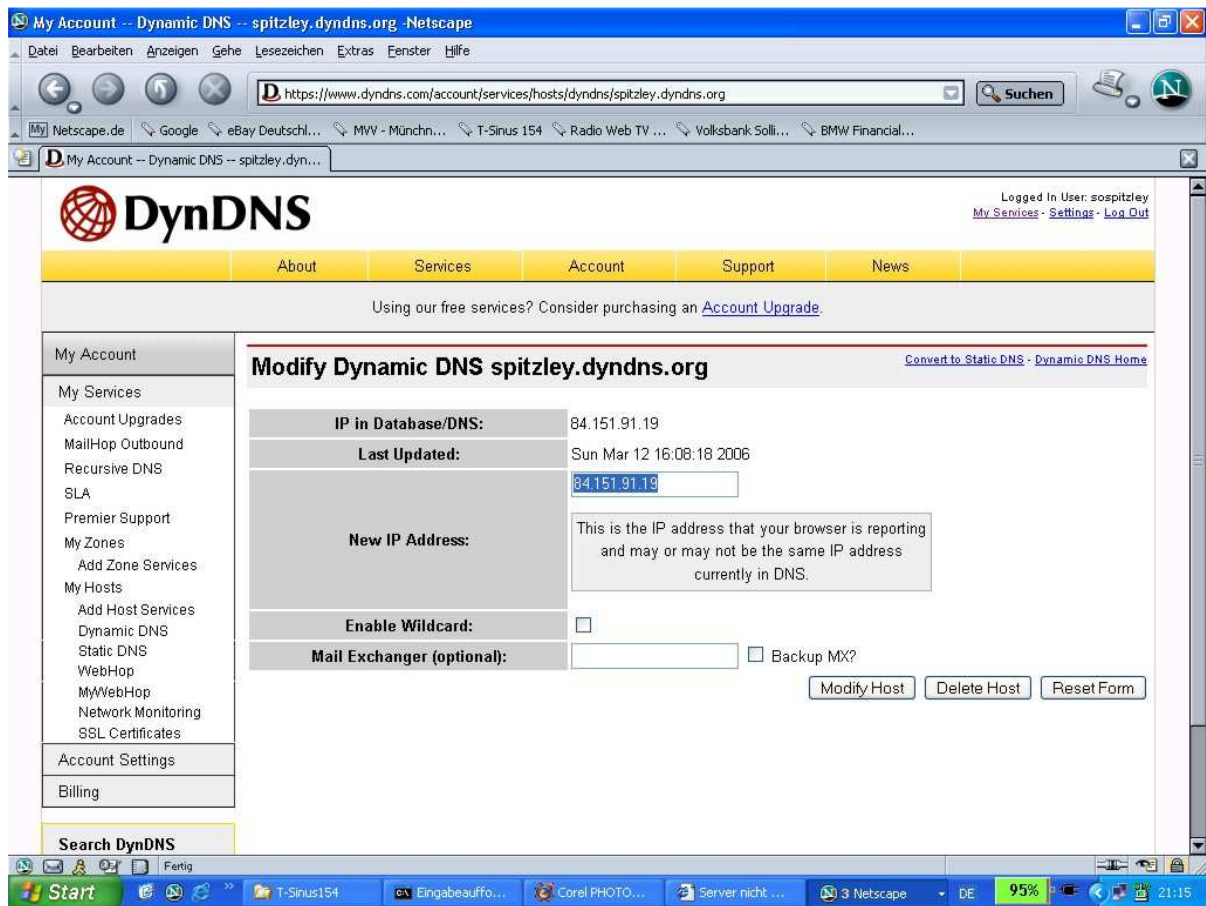 My Account -- Dynamic DNS -- spitzley.dyndns.org -Netscape
Datei Bearbeiten Anzeigen Gehe Lesezeichen Extras Fenster Hilfe
https://www.dyndns.com/account/services/hosts/dyndns/spitzley.dyndns.org
Suchen
N
My Netscape.de Google eBay Deutschl... MVV - Münchn... T-Sinus 154 Radio Web TV ... Volksbank Solli... BMW Financial...
D My Account -- Dynamic DNS -- spitzley.dyn...
DynDNS
Logged In User: sospitzley
My Services - Settings - Log Out
About Services Account Support News
Using our free services? Consider purchasing an Account Upgrade.
My Account
My Services
Account Upgrades
MailHop Outbound
Recursive DNS
SLA
Premier Support
My Zones
Add Zone Services
My Hosts
Add Host Services
Dynamic DNS
Static DNS
WebHop
MyWebHop
Network Monitoring
SSL Certificates
Account Settings
Billing
Search DynDNS
Modify Dynamic DNS spitzley.dyndns.org
Convert to Static DNS - Dynamic DNS Home
IP in Database/DNS: 84.151.91.19
Last Updated: Sun Mar 12 16:08:18 2006
New IP Address: 84.151.91.19
This is the IP address that your browser is reporting
and may or may not be the same IP address
currently in DNS.
Enable Wildcard:
Mail Exchanger (optional): Backup MX?
Modify Host Delete Host Reset Form
Fertig
Start T-Sinus154 Eingabeauffo... Corel PHOTO... Server nicht ... 3 Netscape DE 95% 21:15